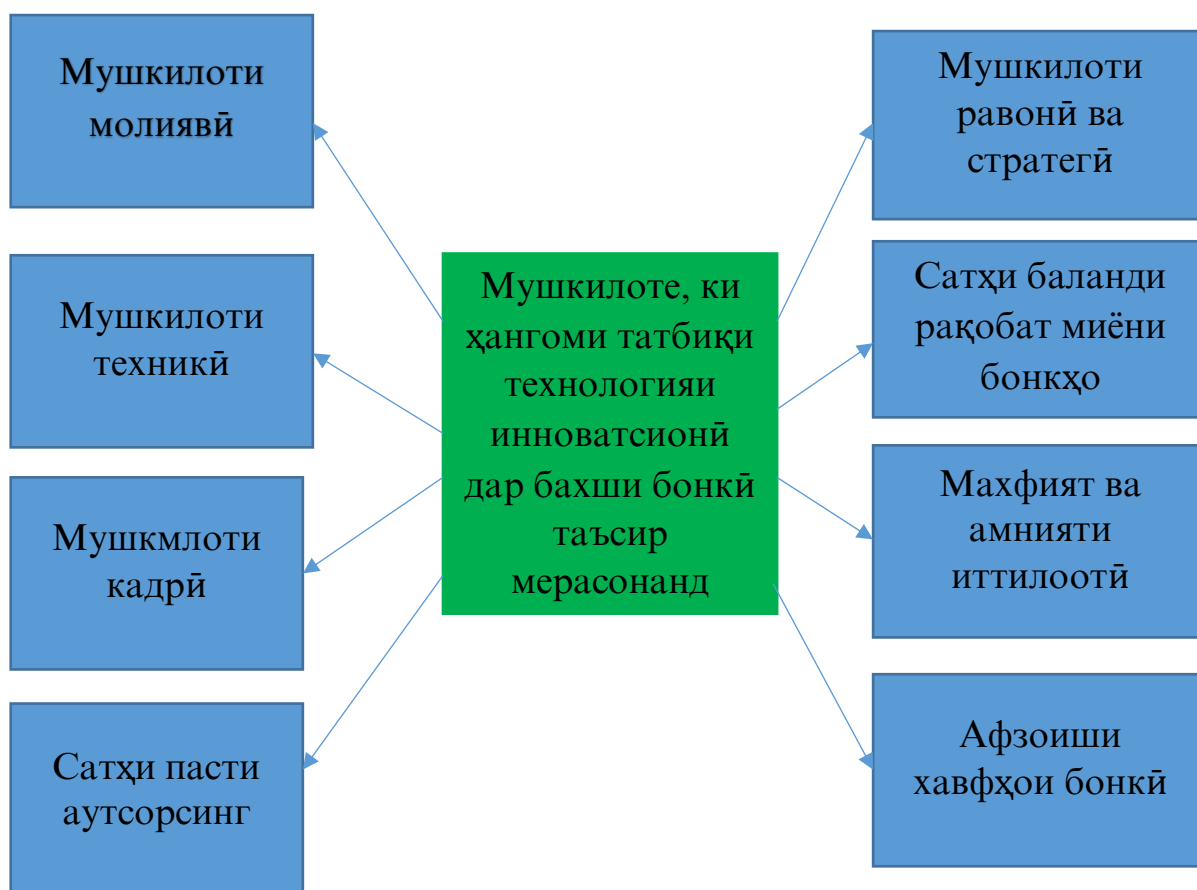 Мушкилоти
молиявӣ
Мушкилоти
техникӣ
Мушкмлоти
кадрӣ
Сатҳи пасти
аутсорсинг
Мушкилоте, ки
ҳангоми татбиқи
технологияи
инноватсионӣ
дар бахши бонкӣ
таъсир
мерасонанд
Мушкилоти
равонӣ ва
стратегӣ
Сатҳи баланди
рақобат миёни
бонкҳо
Махфият ва
амнияти
иттилоотӣ
Афзоиши
хавфҳои бонкӣ